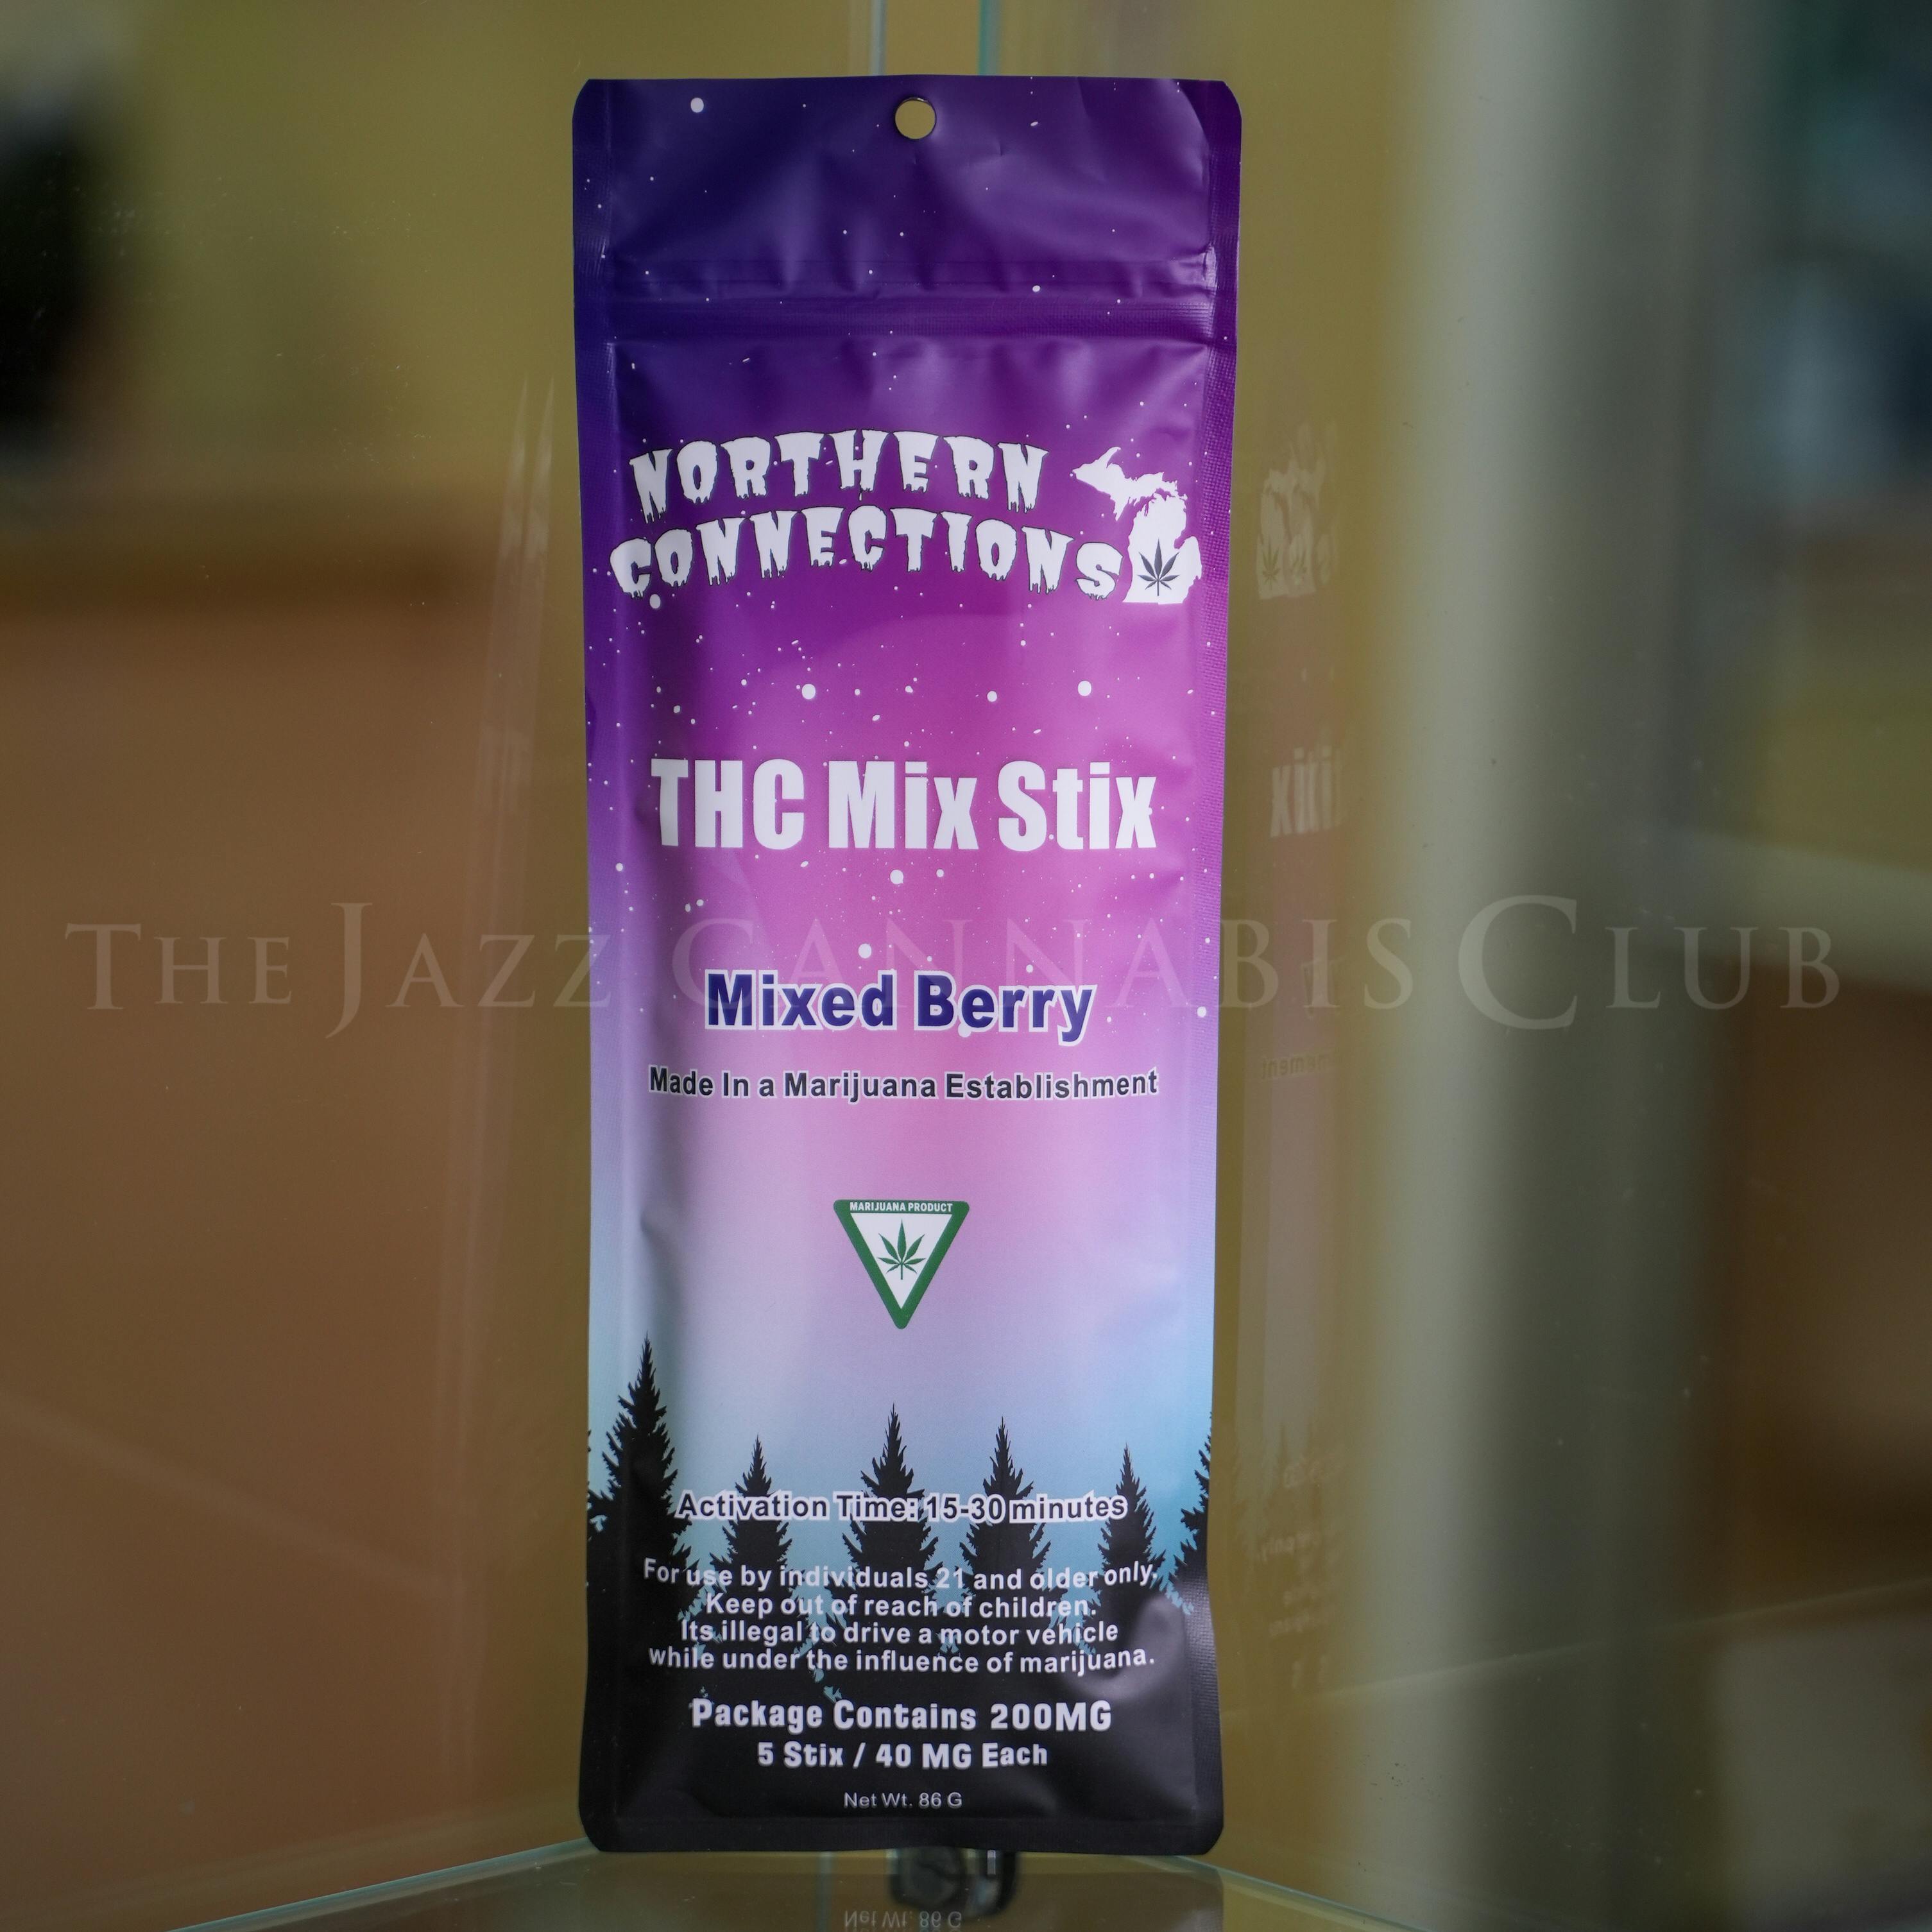 NORTHERN
CONNECTIONS
THC Mix Stix
THE JAZZ CANNABIS CLUB
Mixed Berry
Made In a Marijuana Establishment
MARIJUANA PRODUCT
Activation Time: 15-30 minutes
For use by individuals 21 and older only.
Keep out of reach of children.
Its illegal to drive a motor vehicle
while under the influence of marijuana.
Package Contains 200MG
5 Stix / 40 MG Each
Net Wt. 86 G